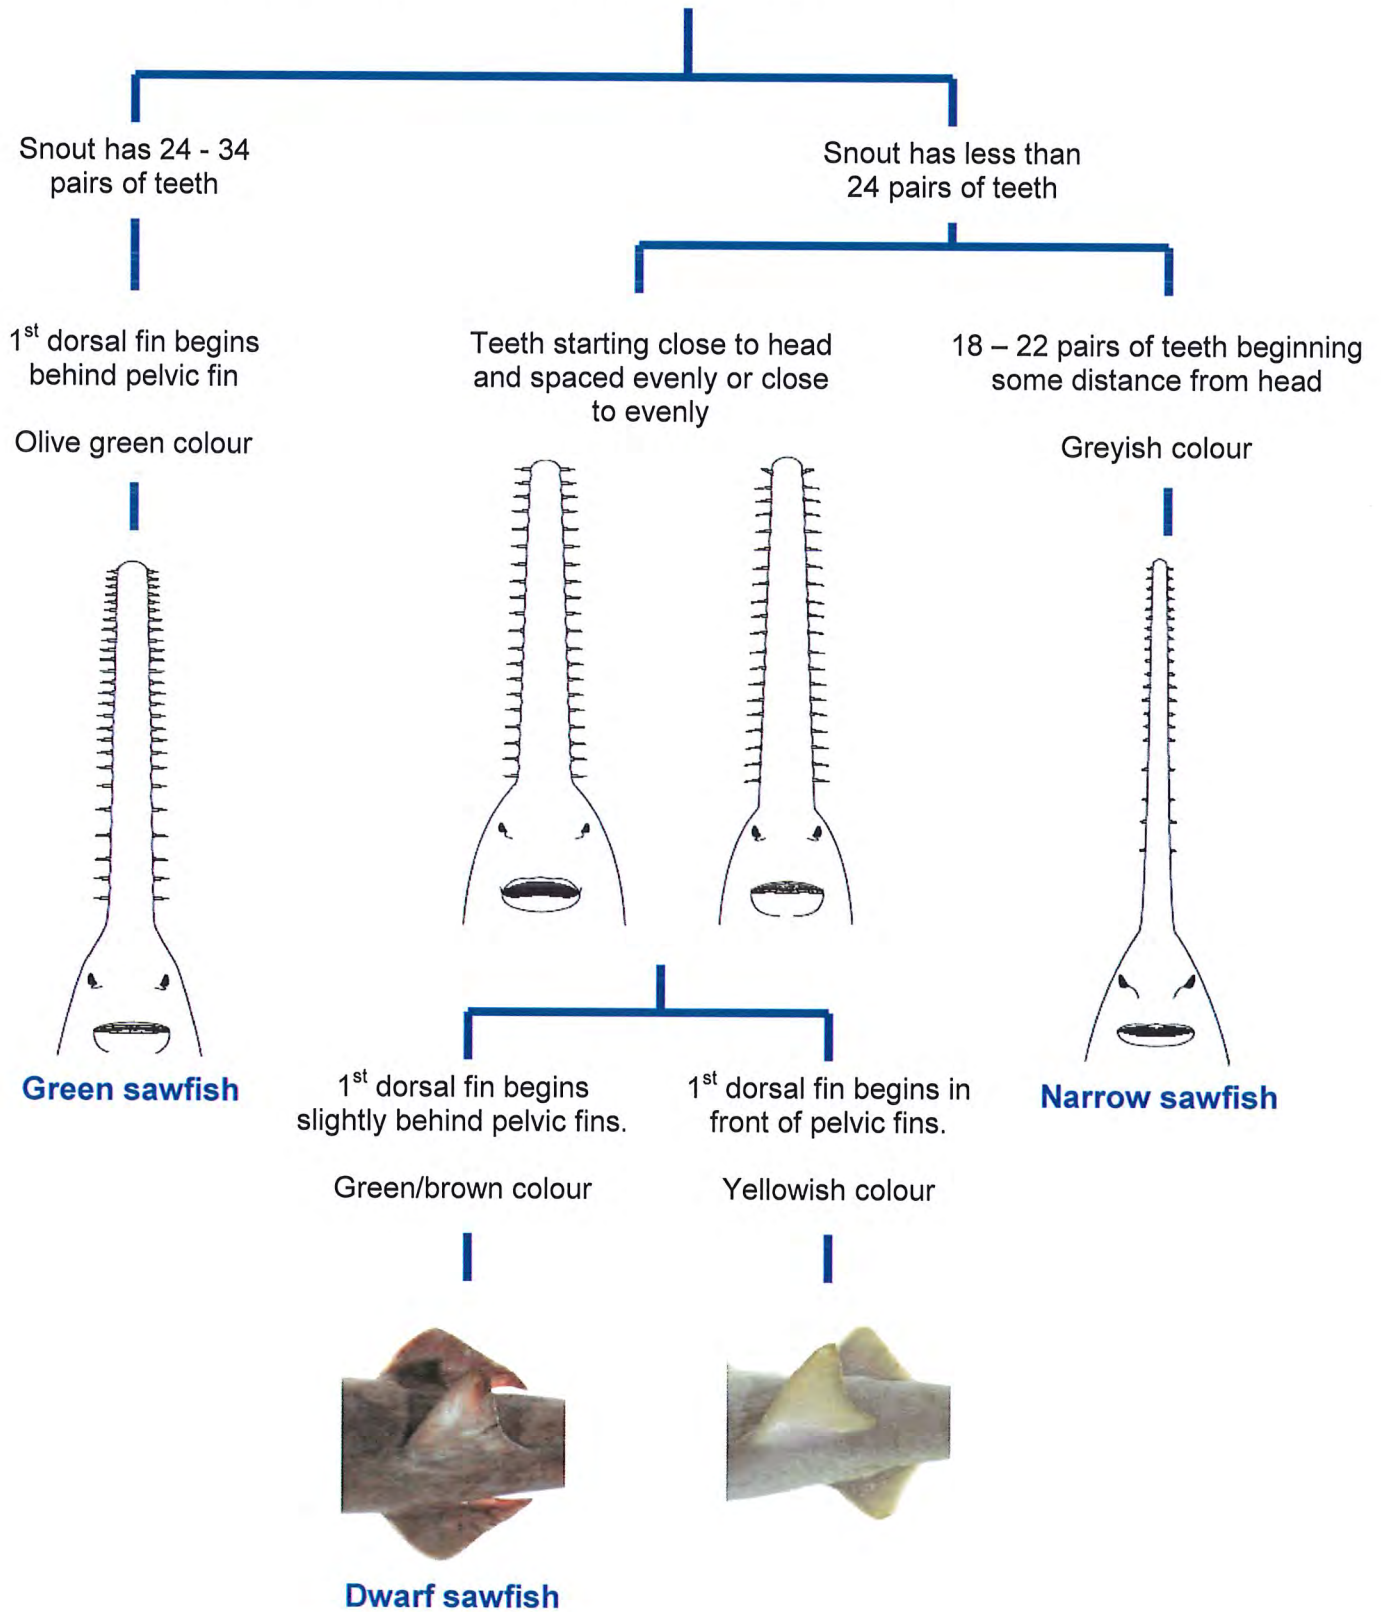 Snout has 24 - 34
pairs of teeth
Snout has less than
24 pairs of teeth
1st dorsal fin begins
behind pelvic fin
Olive green colour
Teeth starting close to head
and spaced evenly or close
to evenly
18 – 22 pairs of teeth beginning
some distance from head
Greyish colour
Green sawfish
1st dorsal fin begins
slightly behind pelvic fins.
Green/brown colour
1st dorsal fin begins in
front of pelvic fins.
Yellowish colour
Narrow sawfish
Dwarf sawfish